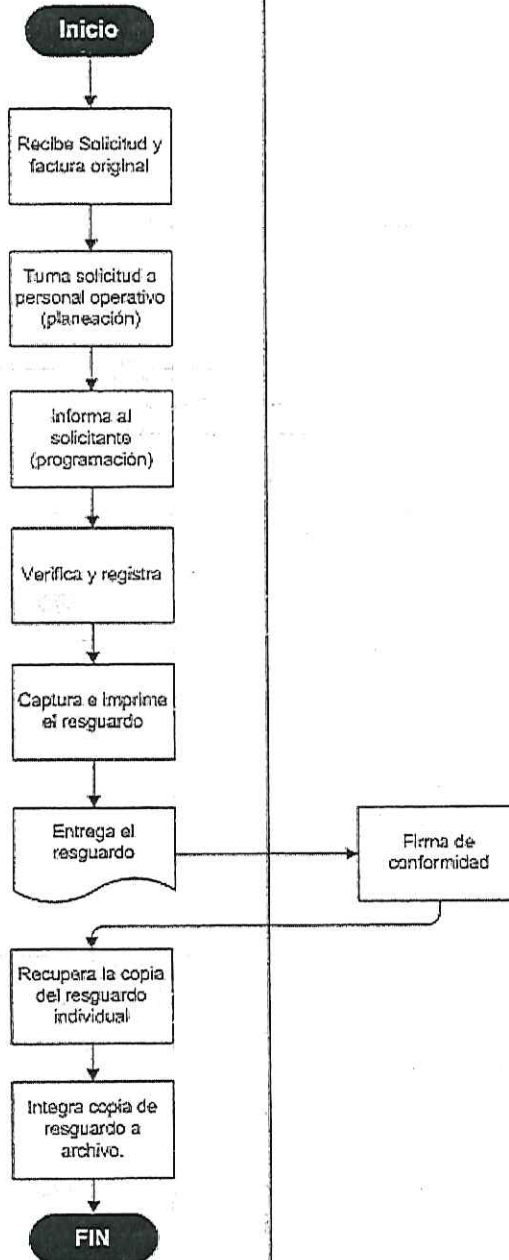 Inicio
Recibe Solicitud y
factura original
Turna solicitud a
personal operativo
(planeación)
Informa al
solicitante
(programación)
Verifica y registra
Captura e imprime
el resguardo
Entrega el
resguardo
Firma de
conformidad
Recupera la copia
del resguardo
individual
Integra copia de
resguardo a
archivo.
FIN